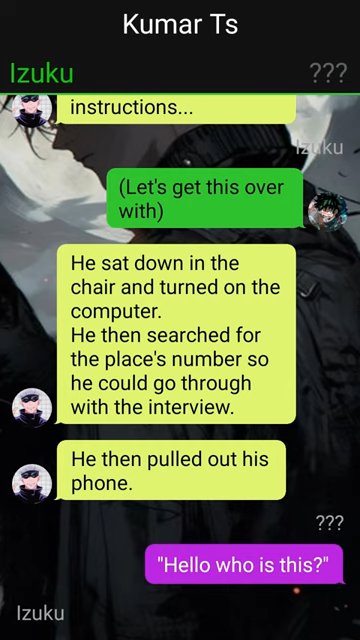 Kumar Ts
Izuku
???
instructions...
Izuku
(Let's get this over
with)
He sat down in the
chair and turned on the
computer.
He then searched for
the place's number so
he could go through
with the interview.
He then pulled out his
phone.
???
"Hello who is this?"
Izuku